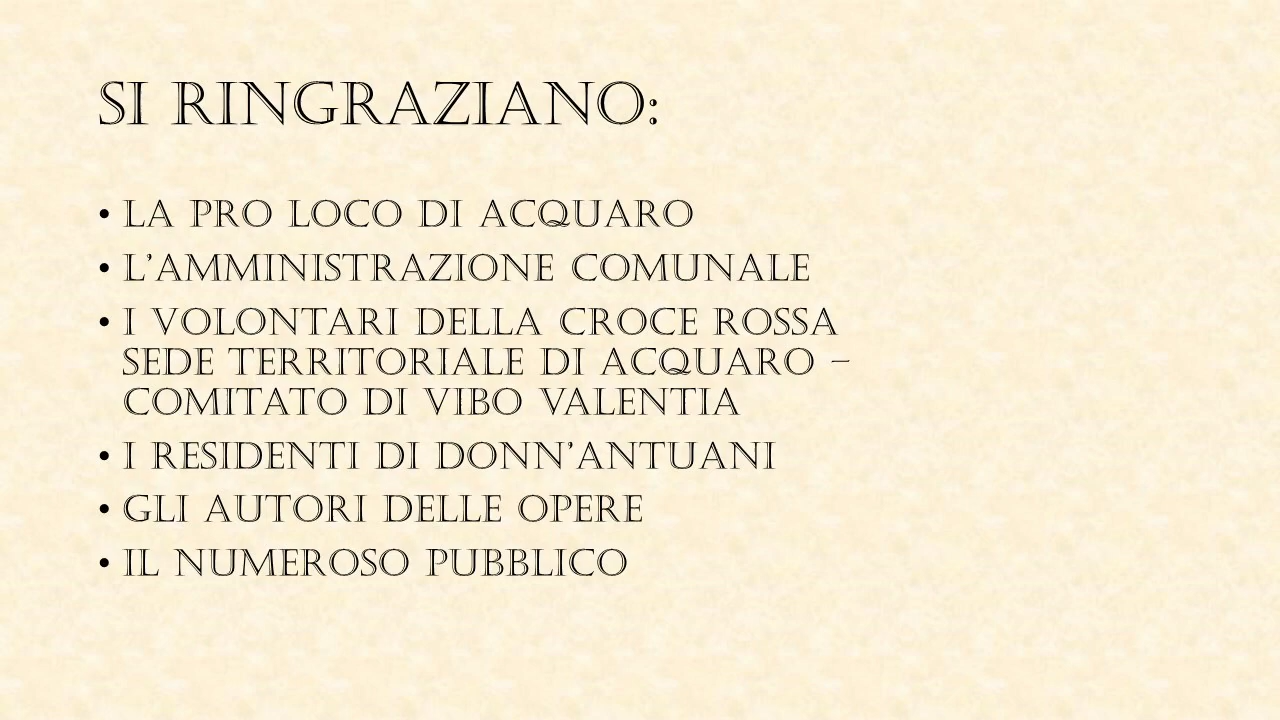 SI RINGRAZIANO:
• LA PRO LOCO DI ACQUARO
• L’AMMINISTRAZIONE COMUNALE
• I VOLONTARI DELLA CROCE ROSSA
SEDE TERRITORIALE DI ACQUARO –
COMITATO DI VIBO VALENTIA
• I RESIDENTI DI DONN’ANTUANI
• GLI AUTORI DELLE OPERE
• IL NUMEROSO PUBBLICO